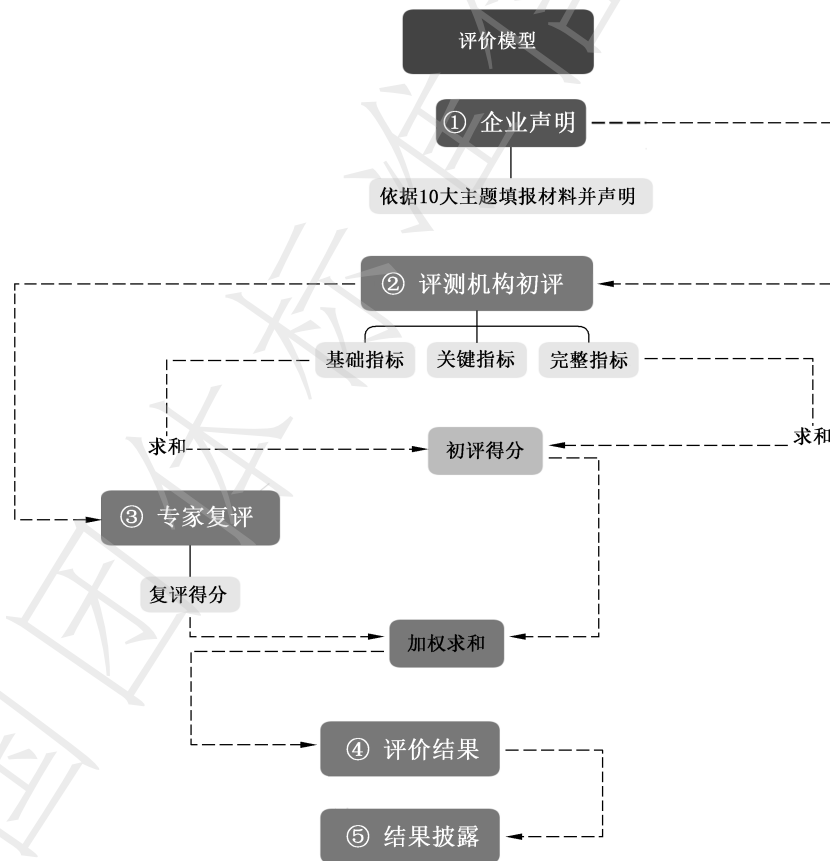 评价模型
① 企业声明
依据10大主题填报材料并声明
② 评测机构初评
基础指标
关键指标
完整指标
求和
初评得分
求和
③ 专家复评
复评得分
加权求和
④ 评价结果
⑤ 结果披露